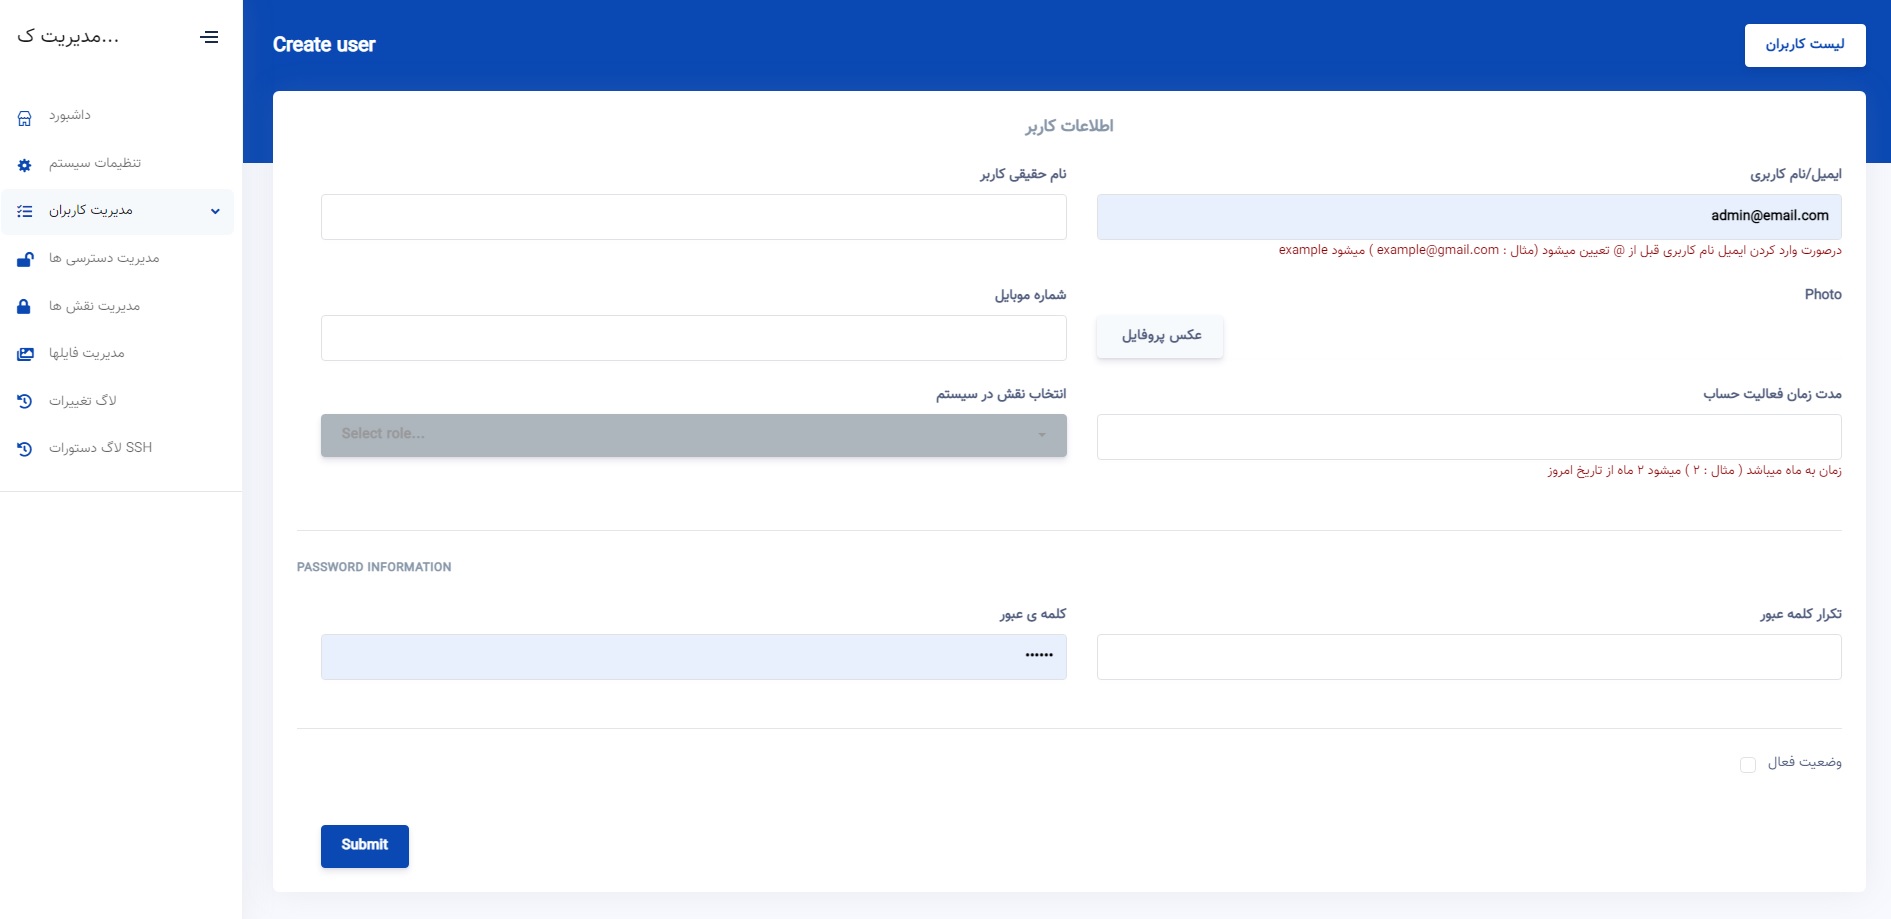 مدیریت ک...
داشبورد
تنظیمات سیستم
مدیریت کاربران
مدیریت دسترسی ها
مدیریت نقش ها
مدیریت فایلها
لاگ تغییرات
لاگ دستورات SSH
Create user
لیست کاربران
اطلاعات کاربر
ایمیل/نام کاربری
admin@email.com
درصورت وارد کردن ایمیل نام کاربری قبل از @ تعیین میشود (مثال : example@gmail.com ) میشود example
نام حقیقی کاربر
Photo
عکس پروفایل
شماره موبایل
مدت زمان فعالیت حساب
زمان به ماه میباشد ( مثال : ۲ ) میشود ۲ ماه از تاریخ امروز
انتخاب نقش در سیستم
Select role...
PASSWORD INFORMATION
تکرار کلمه عبور
کلمه ی عبور
••••••
وضعیت فعال
Submit